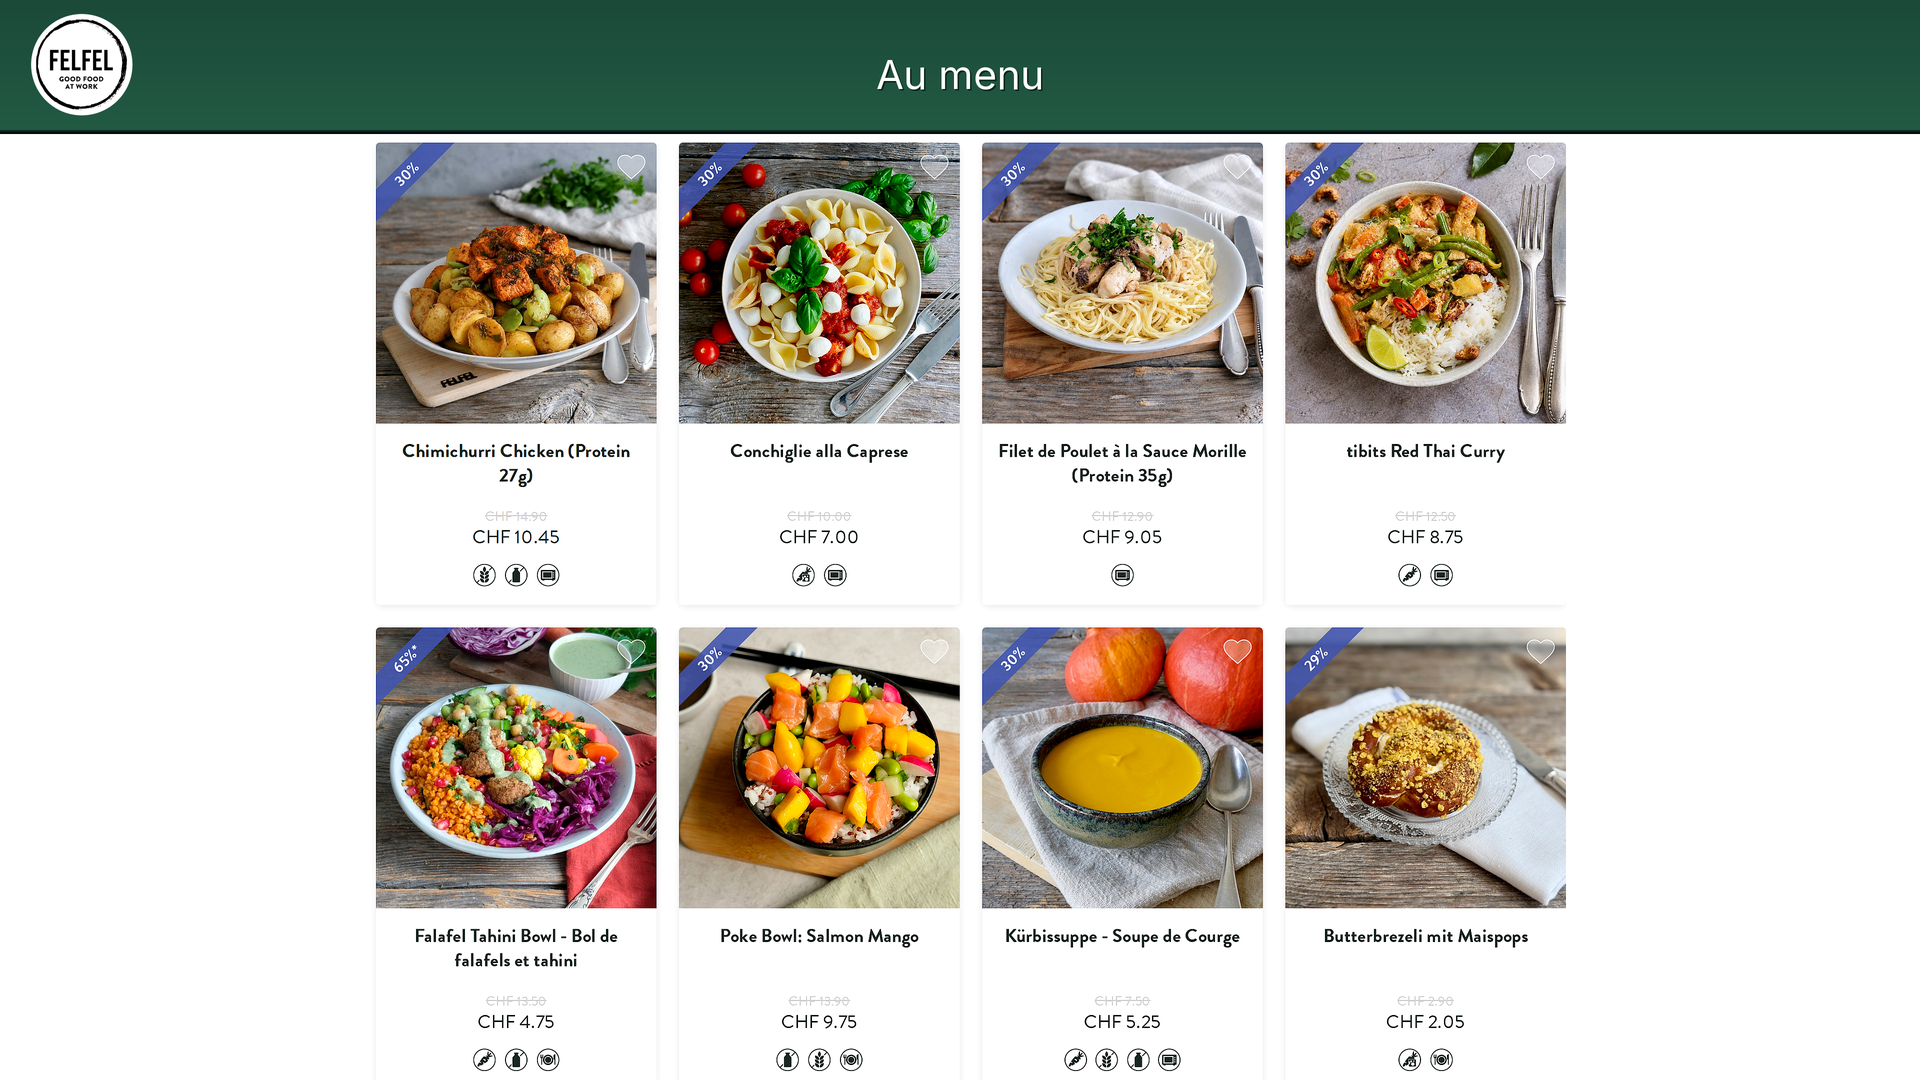 FELFEL
GOOD FOOD
AT WORK
Au menu
30%
30%
30%
30%
FELFEL
Chimichurri Chicken (Protein
27g)
CHF 14.90
CHF 10.45
Conchiglie alla Caprese
CHF 10.00
CHF 7.00
Filet de Poulet à la Sauce Morille
(Protein 35g)
CHF 12.90
CHF 9.05
tibits Red Thai Curry
CHF 12.50
CHF 8.75
65%*
30%
30%
29%
Falafel Tahini Bowl - Bol de
falafels et tahini
CHF 13.50
CHF 4.75
Poke Bowl: Salmon Mango
CHF 13.90
CHF 9.75
Kürbissuppe - Soupe de Courge
CHF 7.50
CHF 5.25
Butterbrezeli mit Maispops
CHF 2.90
CHF 2.05